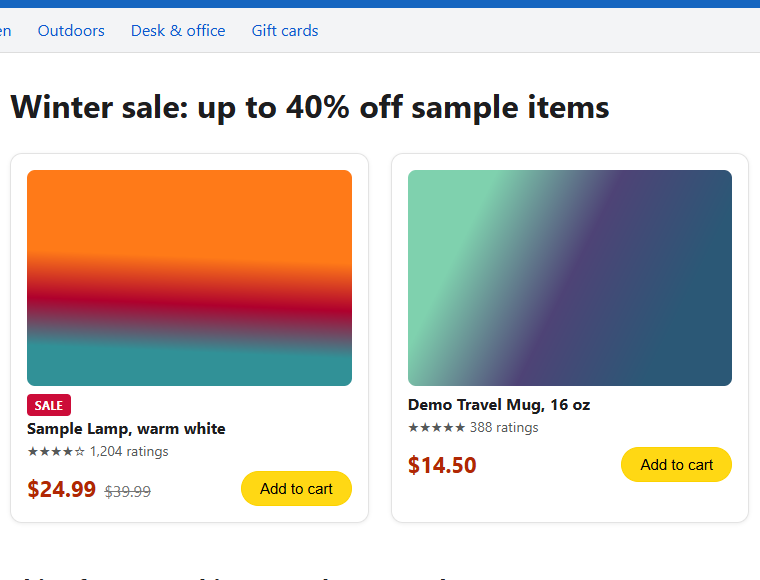 Outdoors Desk & office Gift cards
Winter sale: up to 40% off sample items
SALE
Sample Lamp, warm white
★★★★☆ 1,204 ratings
$24.99 $39.99
Add to cart
Demo Travel Mug, 16 oz
★★★★★ 388 ratings
$14.50
Add to cart